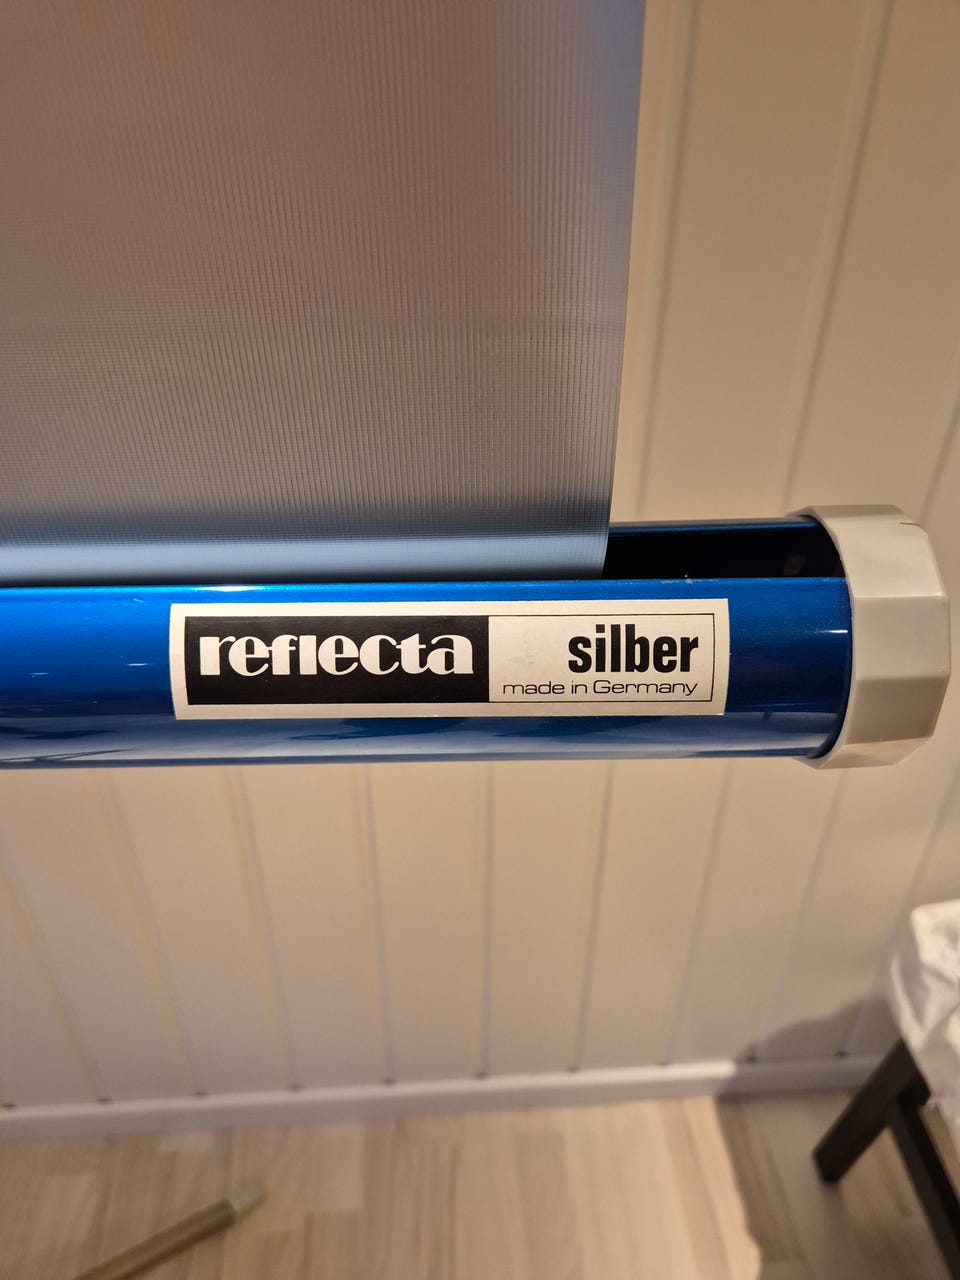 reflecta
silber
made in Germany